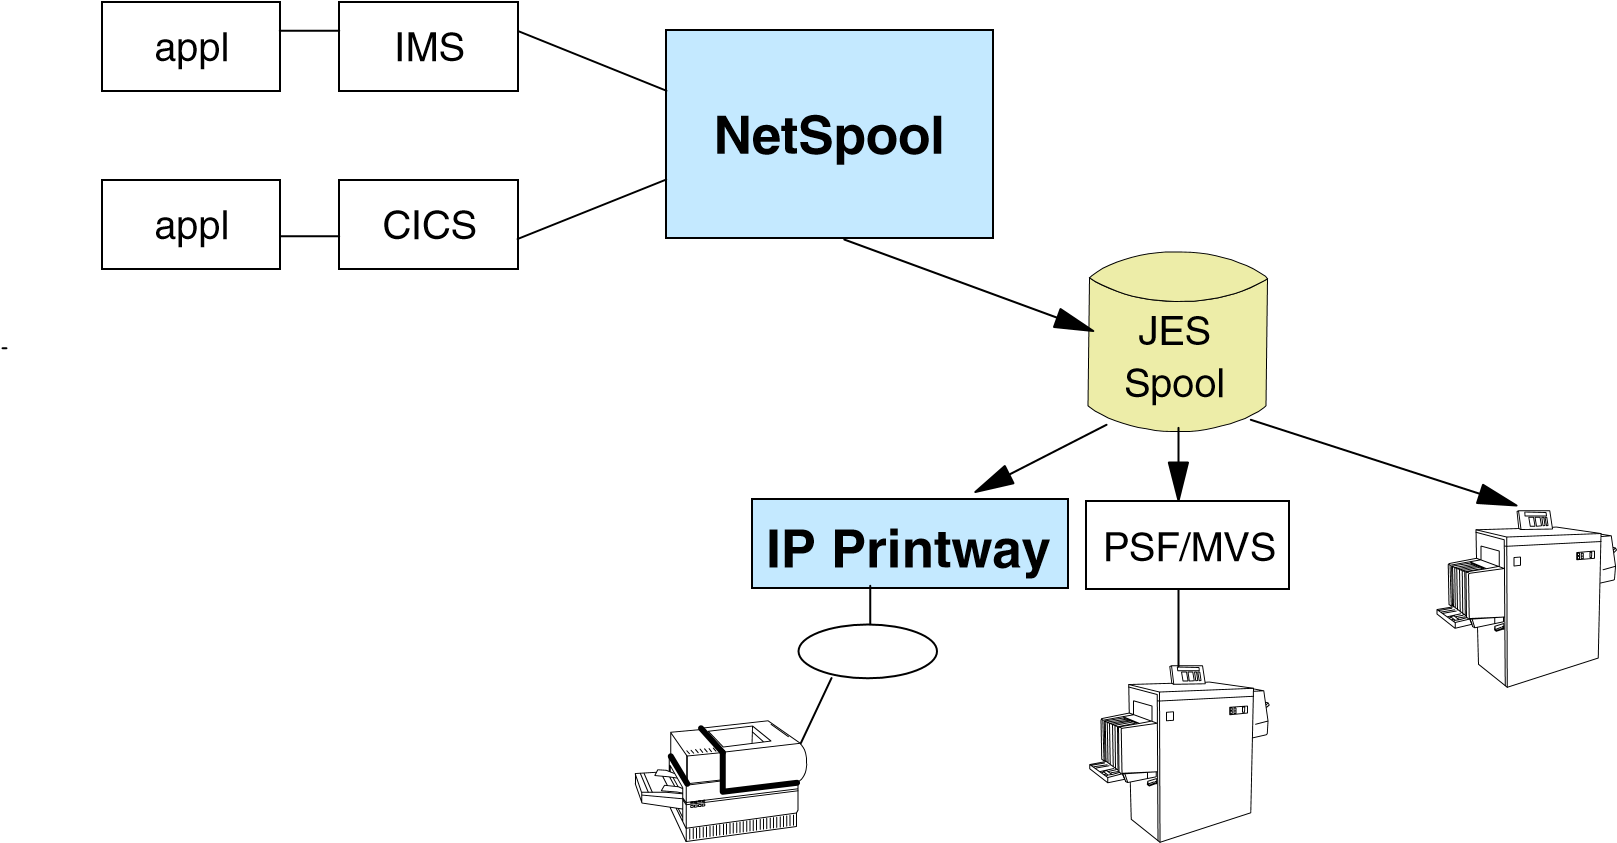 appl
IMS
NetSpool
appl
CICS
JES
Spool
-
IP Printway
PSF/MVS